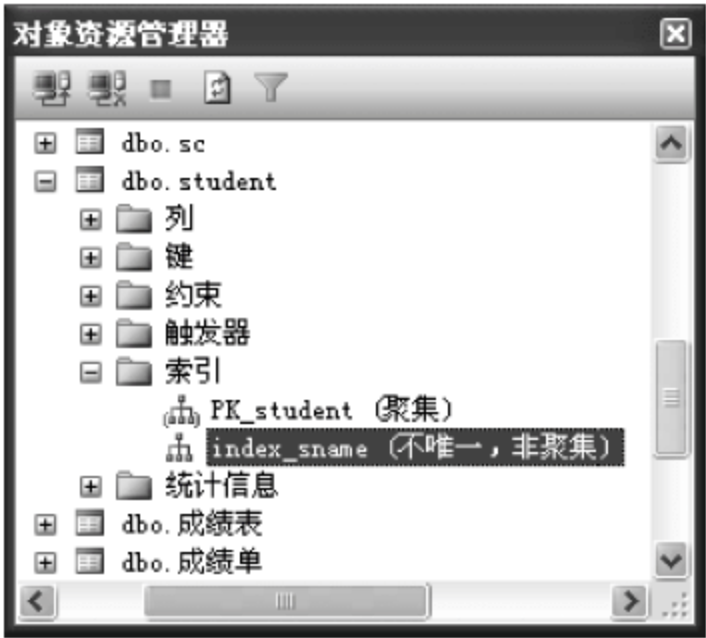 对象资源管理器
dbo.sc
dbo.student
列
键
约束
触发器
索引
PK_student (聚集)
index_sname (不唯一，非聚集)
统计信息
dbo.成绩表
dbo.成绩单